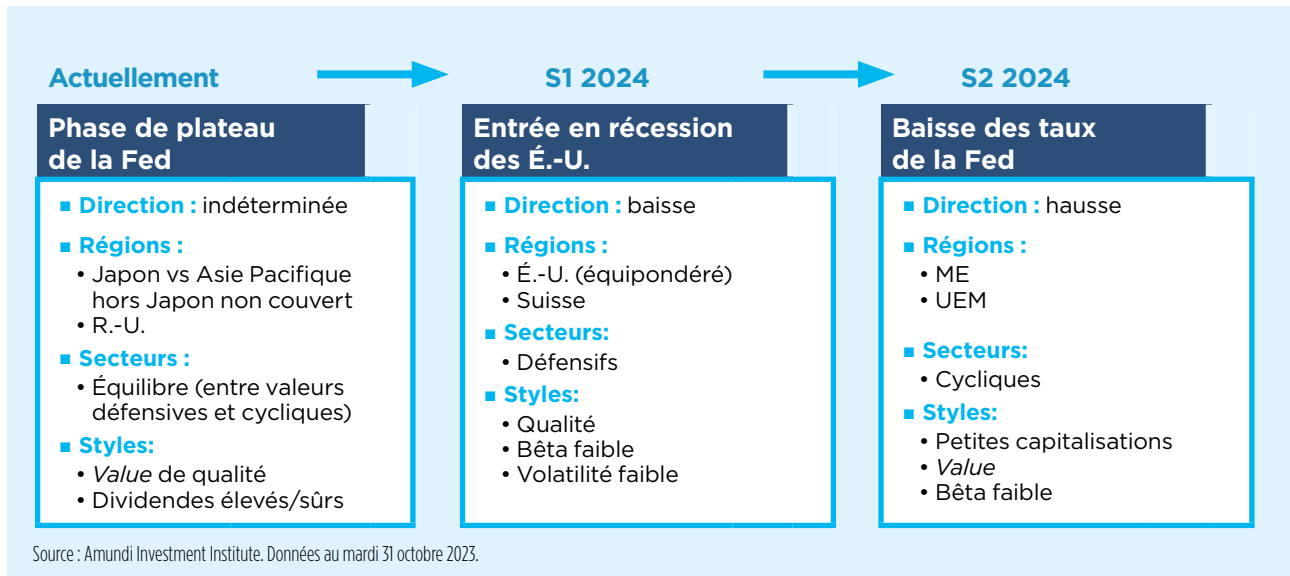 Actuellement
S1 2024
S2 2024
Phase de plateau
de la Fed
■ Direction : indéterminée
■ Régions :
• Japon vs Asie Pacifique
hors Japon non couvert
• R.-U.
■ Secteurs :
• Équilibre (entre valeurs
défensives et cycliques)
■ Styles:
• Value de qualité
• Dividendes élevés/sûrs
Entrée en récession
des É.-U.
■ Direction : baisse
■ Régions :
• É.-U. (équipondéré)
• Suisse
■ Secteurs:
• Défensifs
■ Styles:
• Qualité
• Bêta faible
• Volatilité faible
Baisse des taux
de la Fed
■ Direction : hausse
■ Régions :
• ME
• UEM
■ Secteurs:
• Cycliques
■ Styles:
• Petites capitalisations
• Value
• Bêta faible
Source : Amundi Investment Institute. Données au mardi 31 octobre 2023.